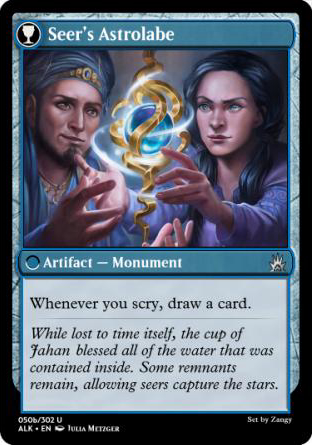 Seer's Astrolabe
Artifact — Monument
Whenever you scry, draw a card.
While lost to time itself, the cup of
Jahan blessed all of the water that was
contained inside. Some remnants
remain, allowing seers capture the stars.
050b/302 U
Set by Zangy
ALK • EN Julia Metzger